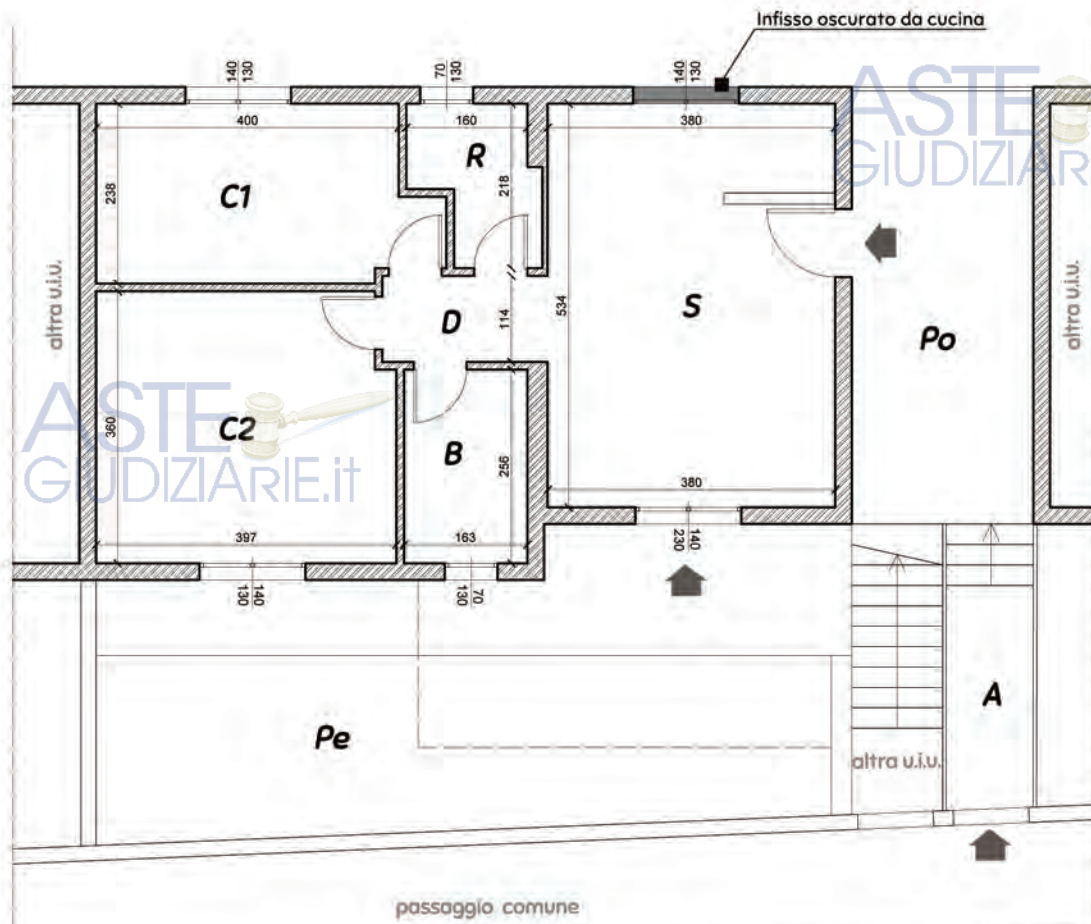 Infisso oscurato da cucina
140
130
70
130
140
130
ASTE
GIUDIZIAR
400
160
380
R
C1
238
218
altra u.i.u.
altra u.i.u.
D
114
534
S
Po
ASTE
GIUDIZIARIE.it
360
C2
B
256
380
397
163
140
130
70
130
140
230
Pe
A
altra u.i.u.
passaggio comune